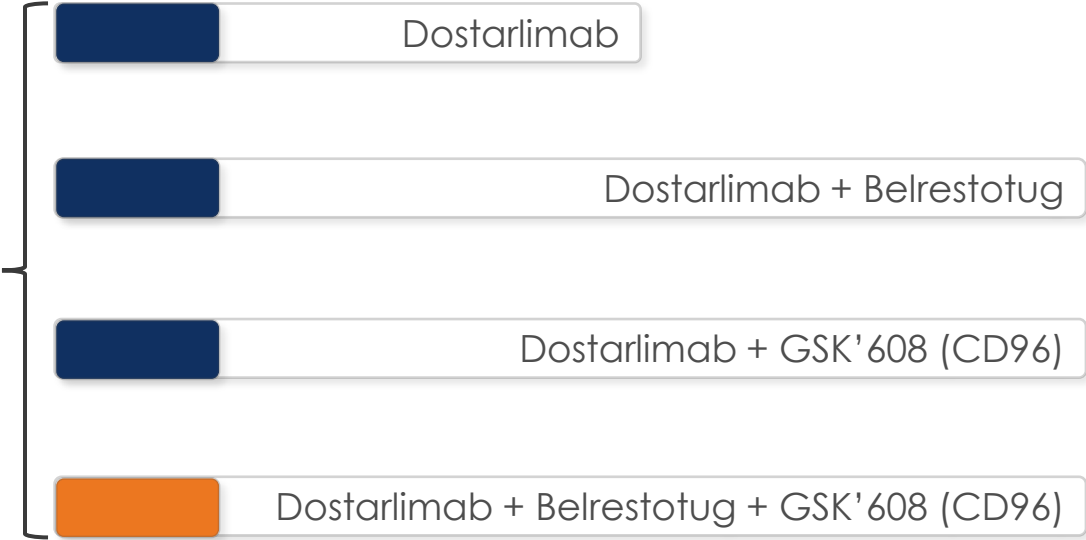 Dostarlimab
Dostarlimab + Belrestotug
Dostarlimab + GSK’608 (CD96)
Dostarlimab + Belrestotug + GSK’608 (CD96)